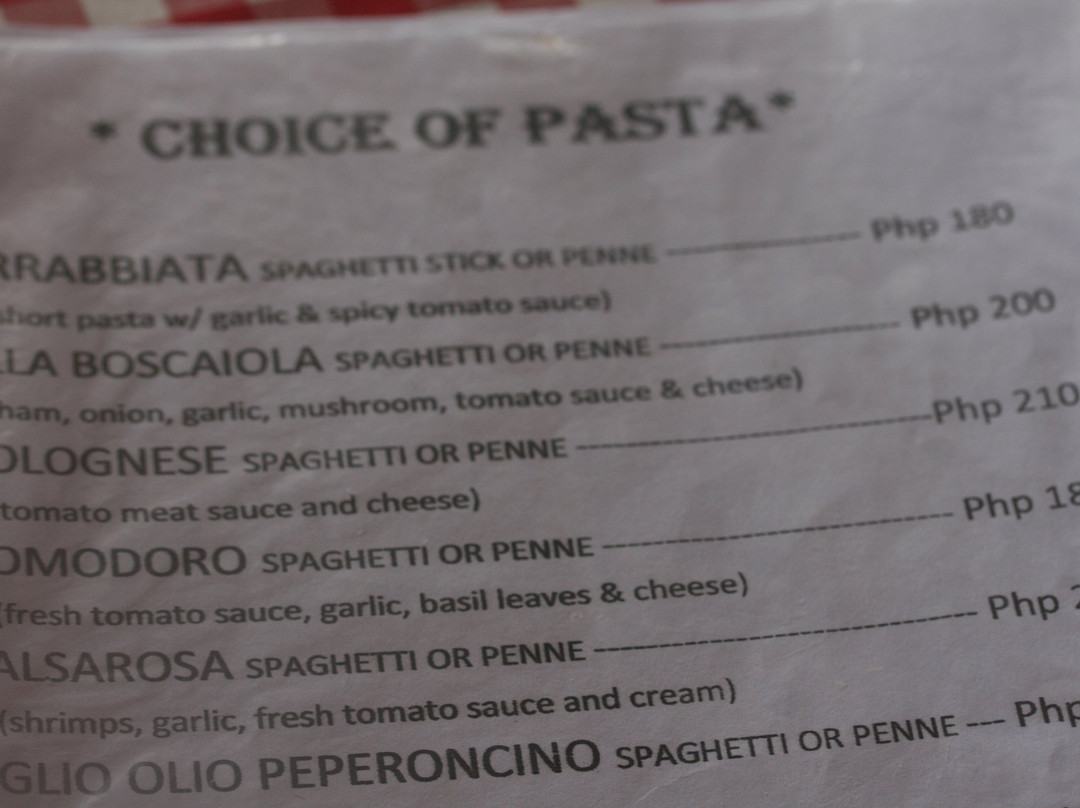 * CHOICE OF PASTA *
RRABBIATA SPAGHETTI STICK OR PENNE ---------- Php 180
short pasta w/ garlic & spicy tomato sauce)
LLA BOSCAIOLA SPAGHETTI OR PENNE ---------- Php 200
ham, onion, garlic, mushroom, tomato sauce & cheese)
OLOGNESE SPAGHETTI OR PENNE ---------- Php 210
tomato meat sauce and cheese)
OMODORO SPAGHETTI OR PENNE ---------- Php 18
(fresh tomato sauce, garlic, basil leaves & cheese)
ALSAROSA SPAGHETTI OR PENNE ---------- Php 2
(shrimps, garlic, fresh tomato sauce and cream)
GLIO OLIO PEPERONCINO SPAGHETTI OR PENNE --- Php